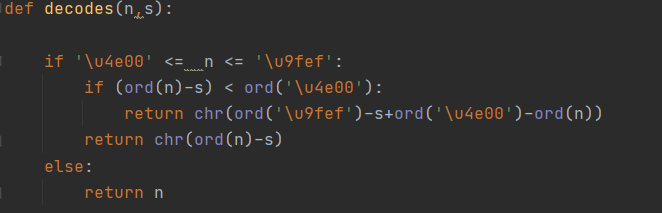 def decodes(n,s):
    if '\u4e00' <=  n <= '\u9fef':
        if (ord(n)-s) < ord('\u4e00'):
            return chr(ord('\u9fef')-s+ord('\u4e00')-ord(n))
        return chr(ord(n)-s)
    else:
        return n